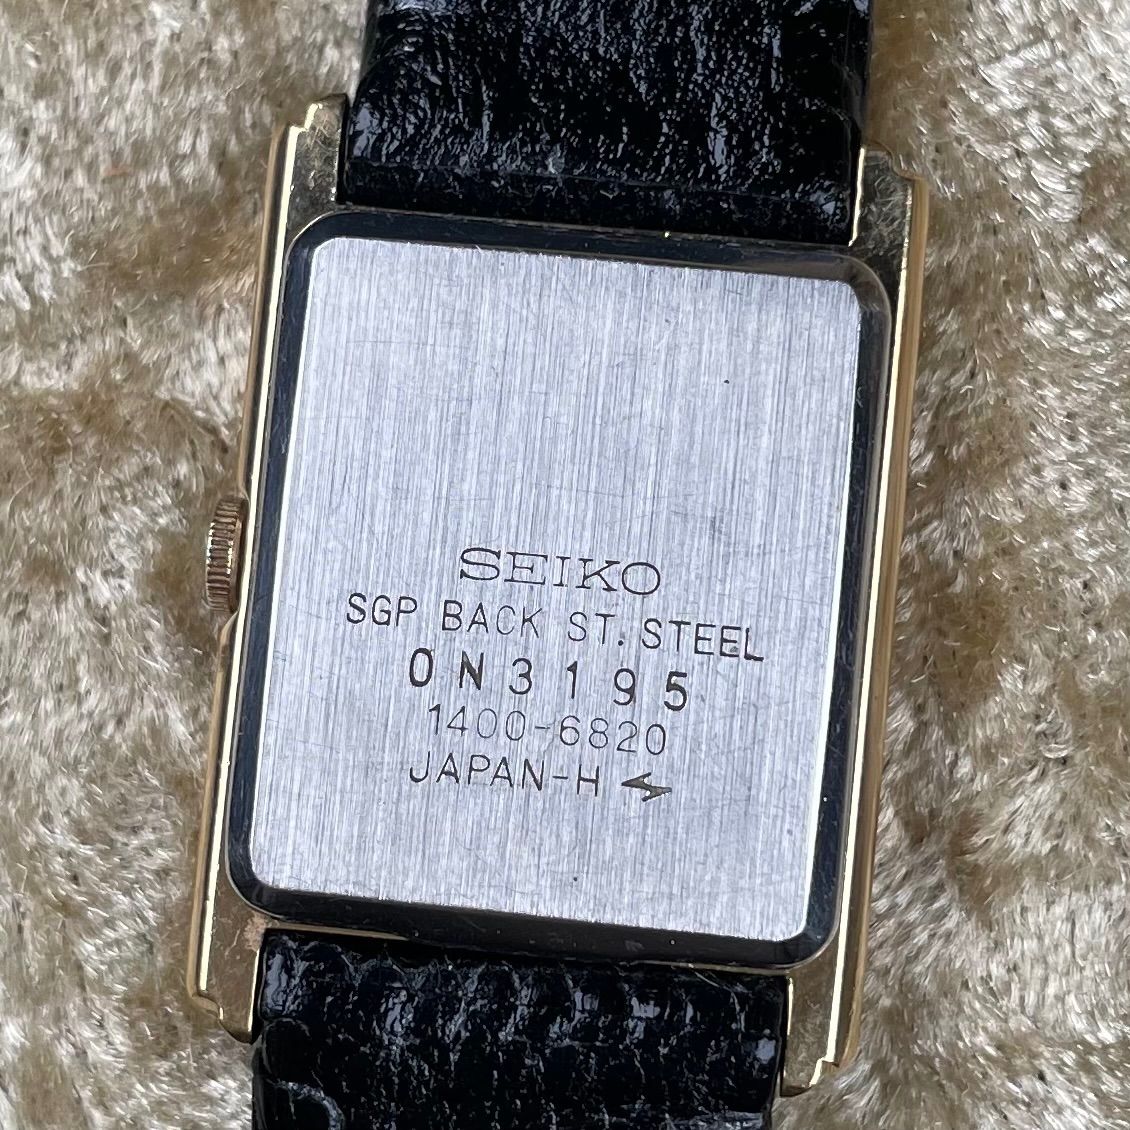 SEIKO
SGP BACK ST. STEEL
0N3195
1400-6820
JAPAN-H